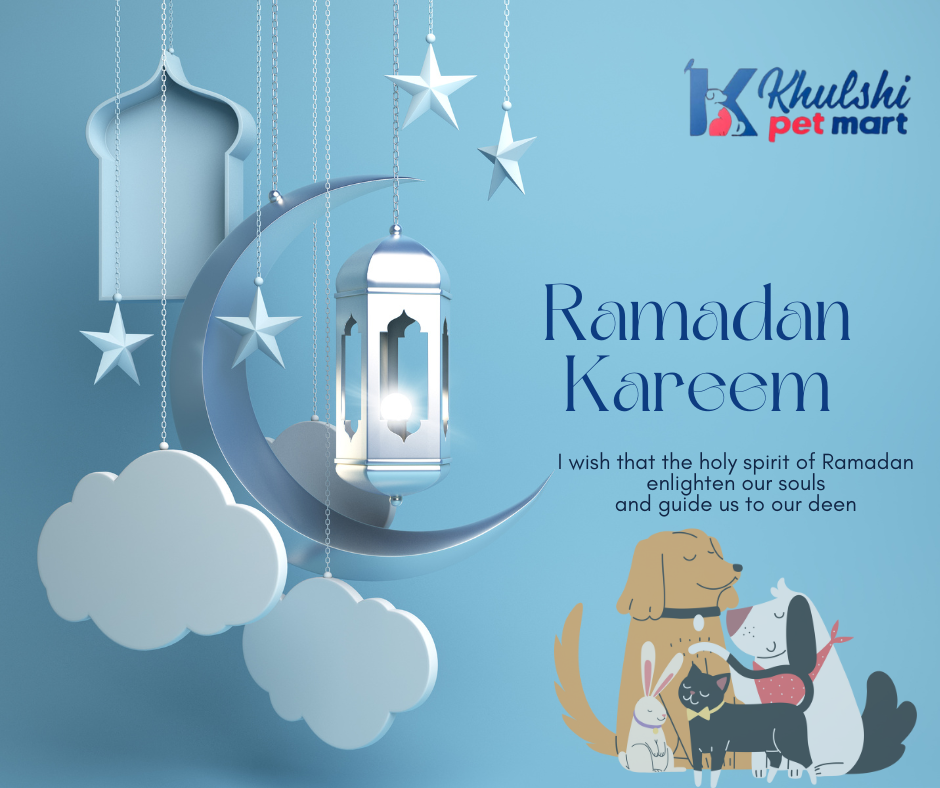 Khulshi
pet mart
Ramadan
Kareem
I wish that the holy spirit of Ramadan
enlighten our souls
and guide us to our deen